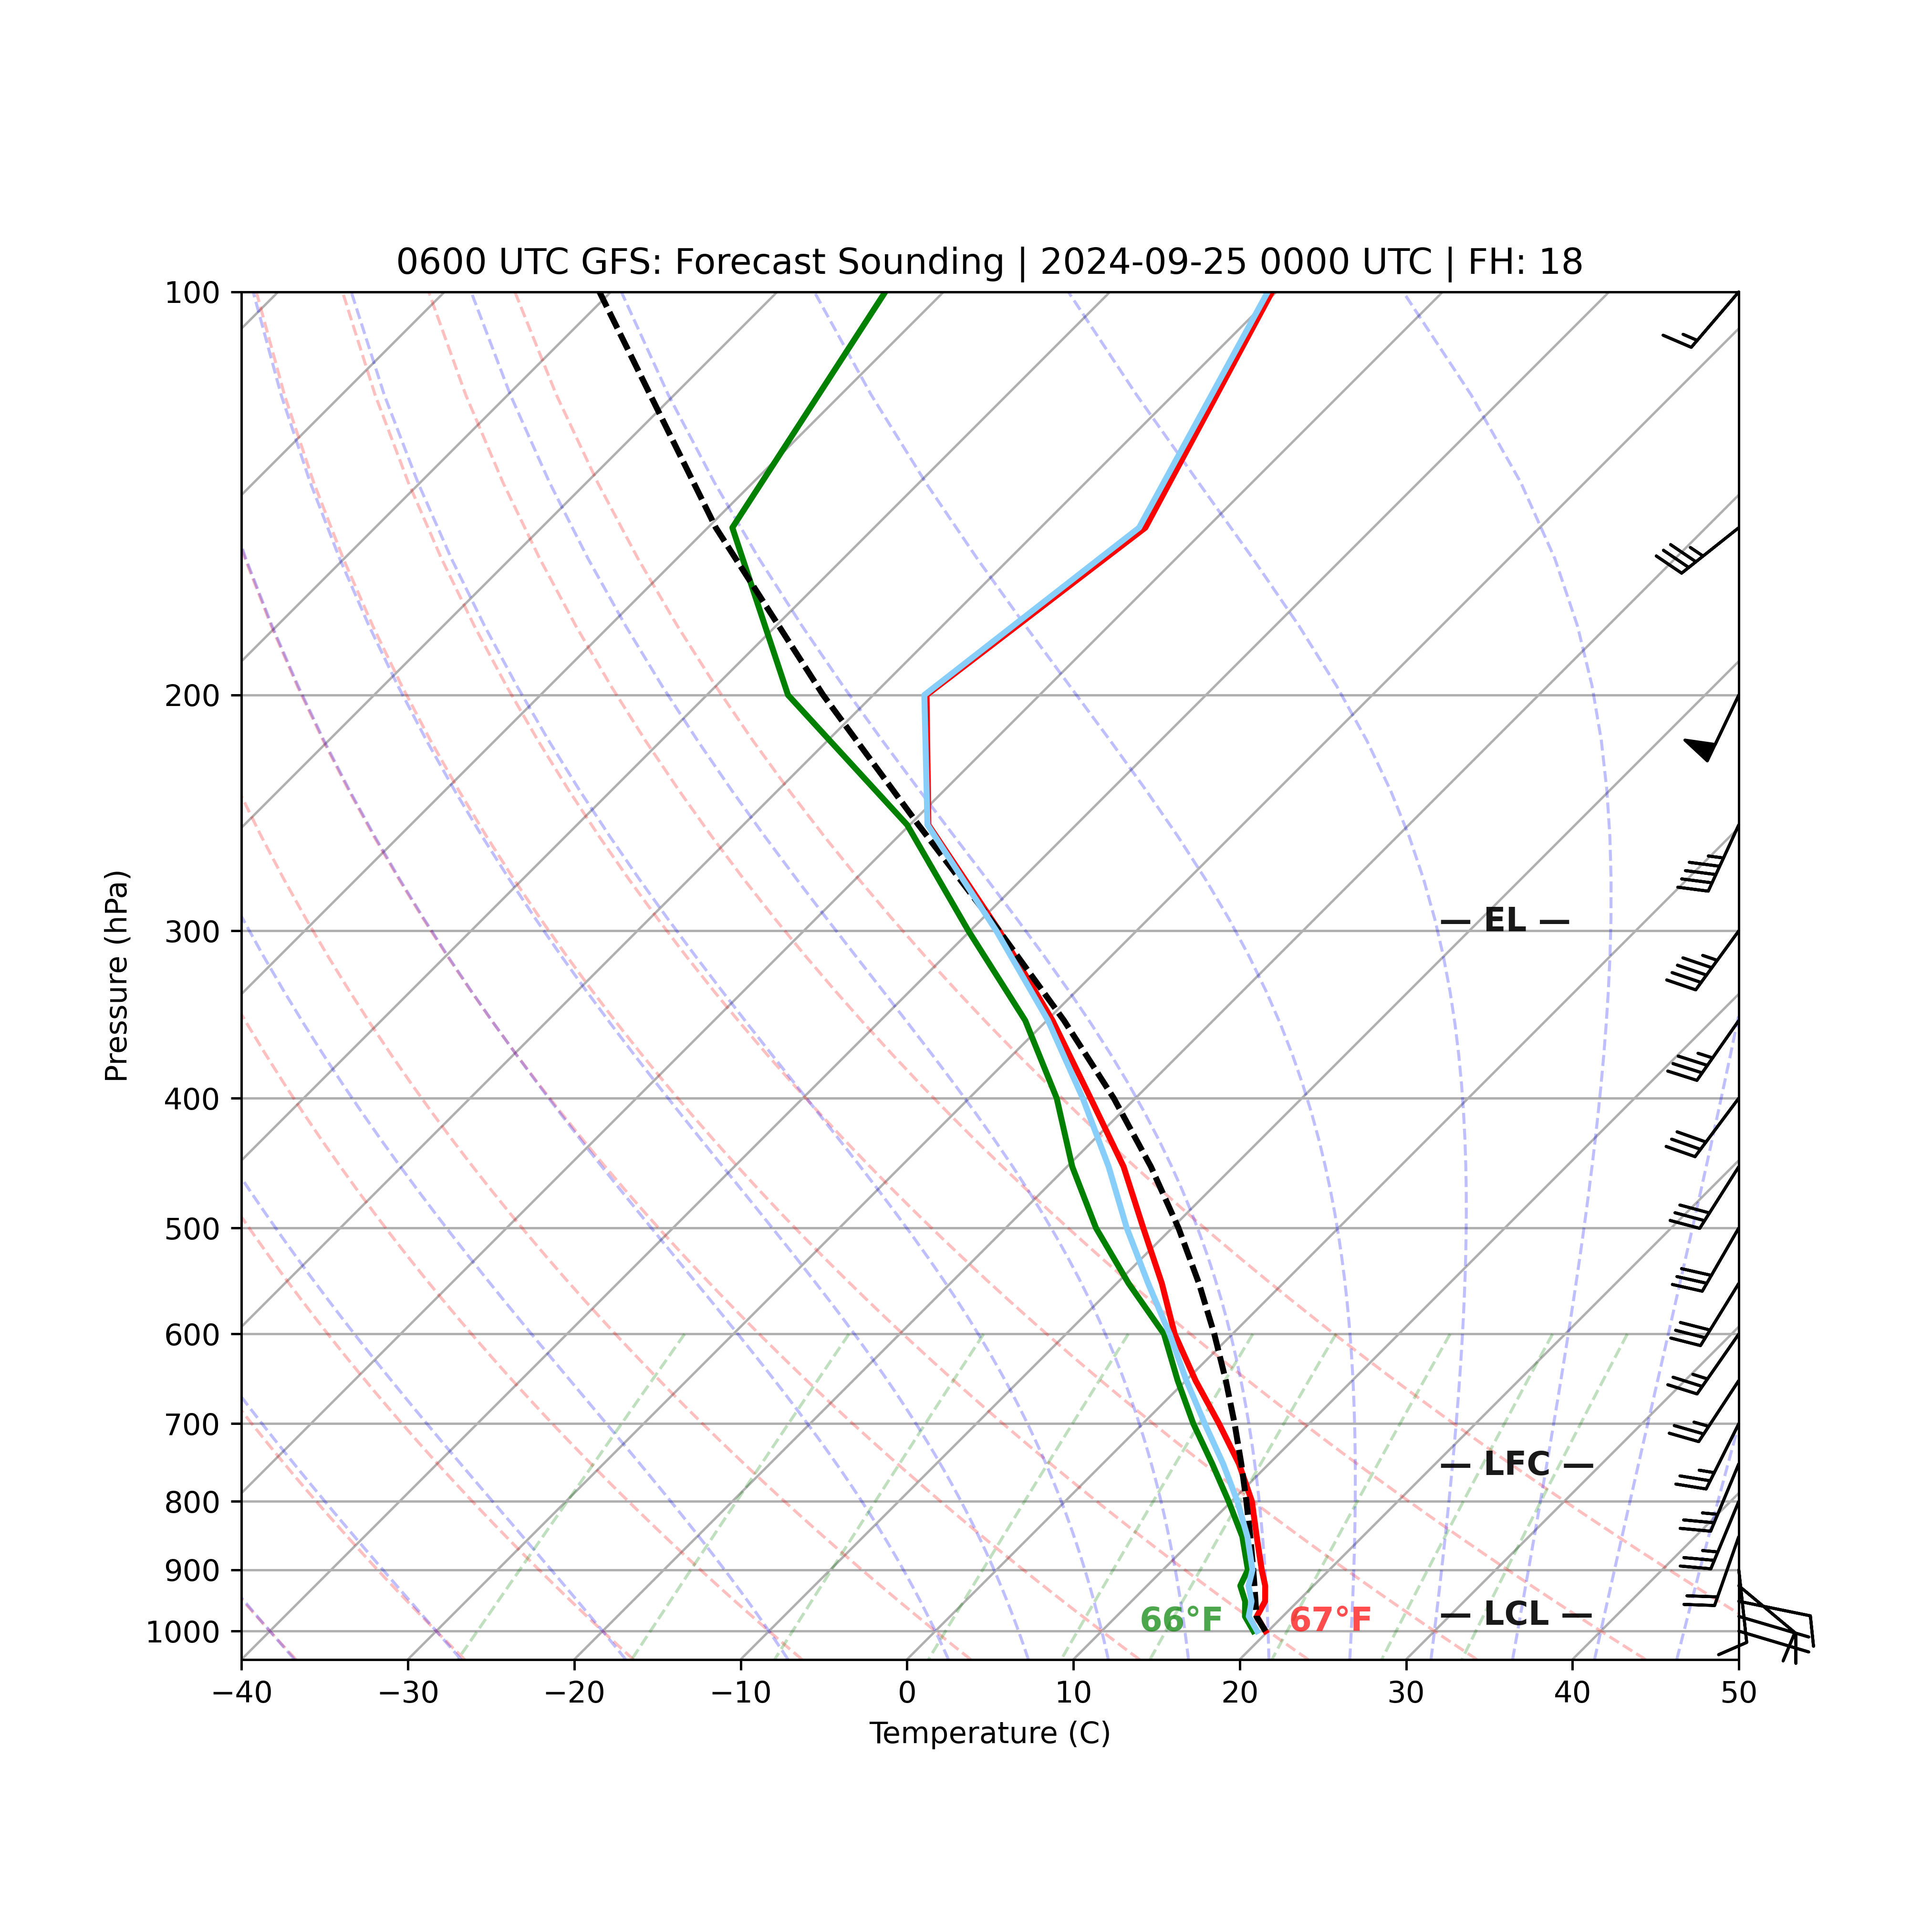 0600 UTC GFS: Forecast Sounding | 2024-09-25 0000 UTC | FH: 18
100
200
300
400
500
600
700
800
900
1000
Pressure (hPa)
— EL —
— LFC —
— LCL —
66°F 67°F
−40 −30 −20 −10 0 10 20 30 40 50
Temperature (C)